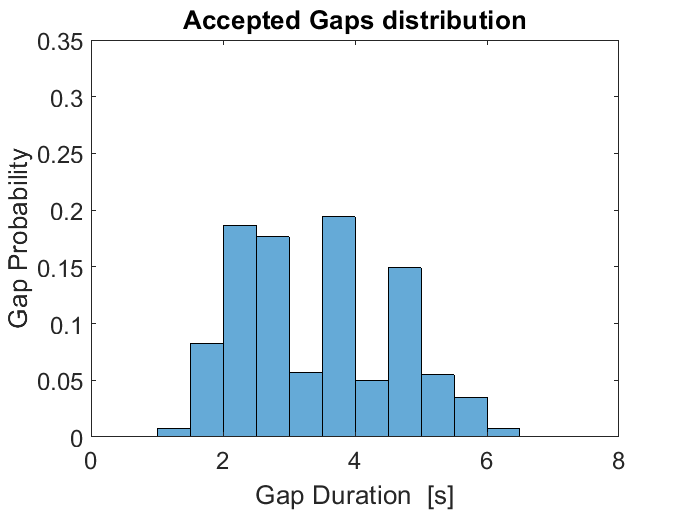 Accepted Gaps distribution
0.35
0.3
0.25
0.2
0.15
0.1
0.05
0
Gap Probability
0 2 4 6 8
Gap Duration [s]